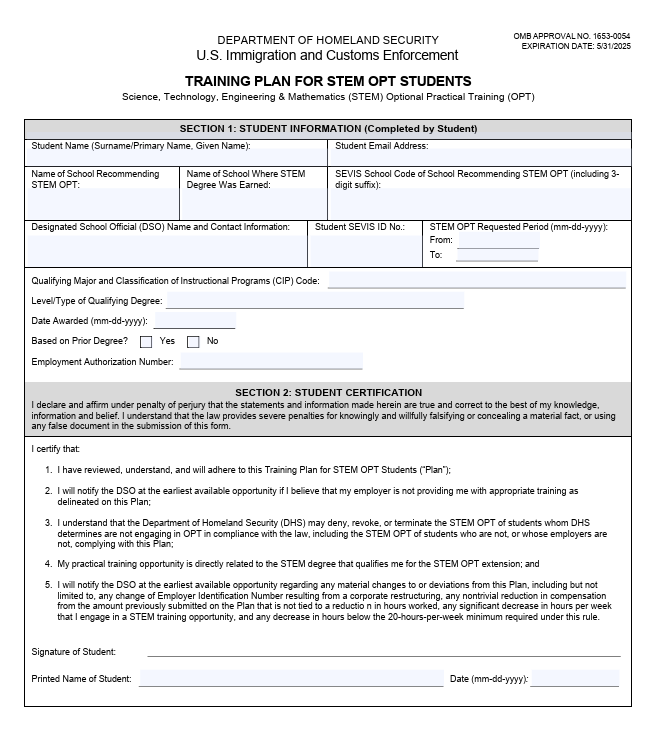 DEPARTMENT OF HOMELAND SECURITY
U.S. Immigration and Customs Enforcement
OMB APPROVAL NO. 1653-0054
EXPIRATION DATE: 5/31/2025
TRAINING PLAN FOR STEM OPT STUDENTS
Science, Technology, Engineering & Mathematics (STEM) Optional Practical Training (OPT)
SECTION 1: STUDENT INFORMATION (Completed by Student)
Student Name (Surname/Primary Name, Given Name):
Student Email Address:
Name of School Recommending
STEM OPT:
Name of School Where STEM
Degree Was Earned:
SEVIS School Code of School Recommending STEM OPT (including 3-
digit suffix):
Designated School Official (DSO) Name and Contact Information:
Student SEVIS ID No.:
STEM OPT Requested Period (mm-dd-yyyy):
From:
To:
Qualifying Major and Classification of Instructional Programs (CIP) Code:
Level/Type of Qualifying Degree:
Date Awarded (mm-dd-yyyy):
Based on Prior Degree? Yes No
Employment Authorization Number:
SECTION 2: STUDENT CERTIFICATION
I declare and affirm under penalty of perjury that the statements and information made herein are true and correct to the best of my knowledge,
information and belief. I understand that the law provides severe penalties for knowingly and willfully falsifying or concealing a material fact, or using
any false document in the submission of this form.
I certify that:
1. I have reviewed, understand, and will adhere to this Training Plan for STEM OPT Students (“Plan”);
2. I will notify the DSO at the earliest available opportunity if I believe that my employer is not providing me with appropriate training as
delineated on this Plan;
3. I understand that the Department of Homeland Security (DHS) may deny, revoke, or terminate the STEM OPT of students whom DHS
determines are not engaging in OPT in compliance with the law, including the STEM OPT of students who are not, or whose employers are
not, complying with this Plan;
4. My practical training opportunity is directly related to the STEM degree that qualifies me for the STEM OPT extension; and
5. I will notify the DSO at the earliest available opportunity regarding any material changes to or deviations from this Plan, including but not
limited to, any change of Employer Identification Number resulting from a corporate restructuring, any nontrivial reduction in compensation
from the amount previously submitted on the Plan that is not tied to a reductio n in hours worked, any significant decrease in hours per week
that I engage in a STEM training opportunity, and any decrease in hours below the 20-hours-per-week minimum required under this rule.
Signature of Student:
Printed Name of Student:
Date (mm-dd-yyyy):